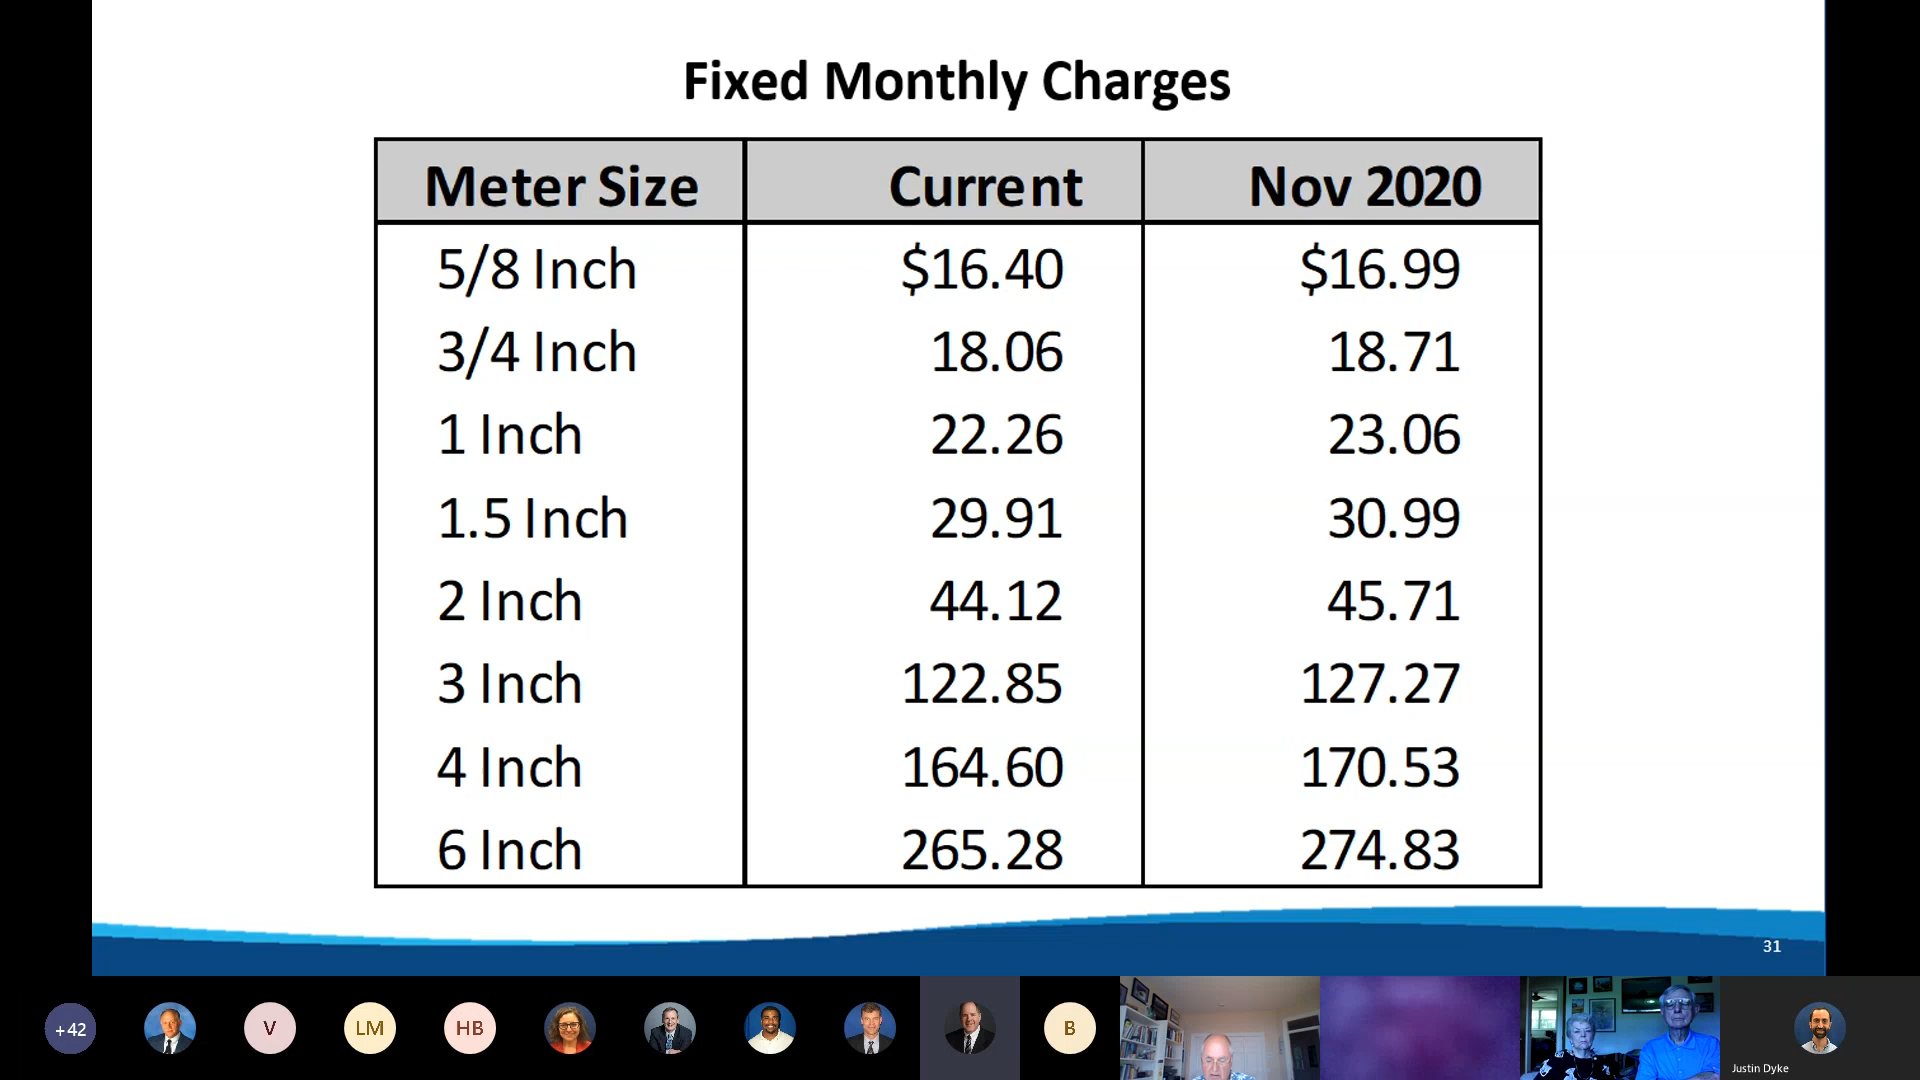 Fixed Monthly Charges
Meter Size Current Nov 2020
5/8 Inch $16.40 $16.99
3/4 Inch 18.06 18.71
1 Inch 22.26 23.06
1.5 Inch 29.91 30.99
2 Inch 44.12 45.71
3 Inch 122.85 127.27
4 Inch 164.60 170.53
6 Inch 265.28 274.83
31
+42 V LM HB B
Justin Dyke